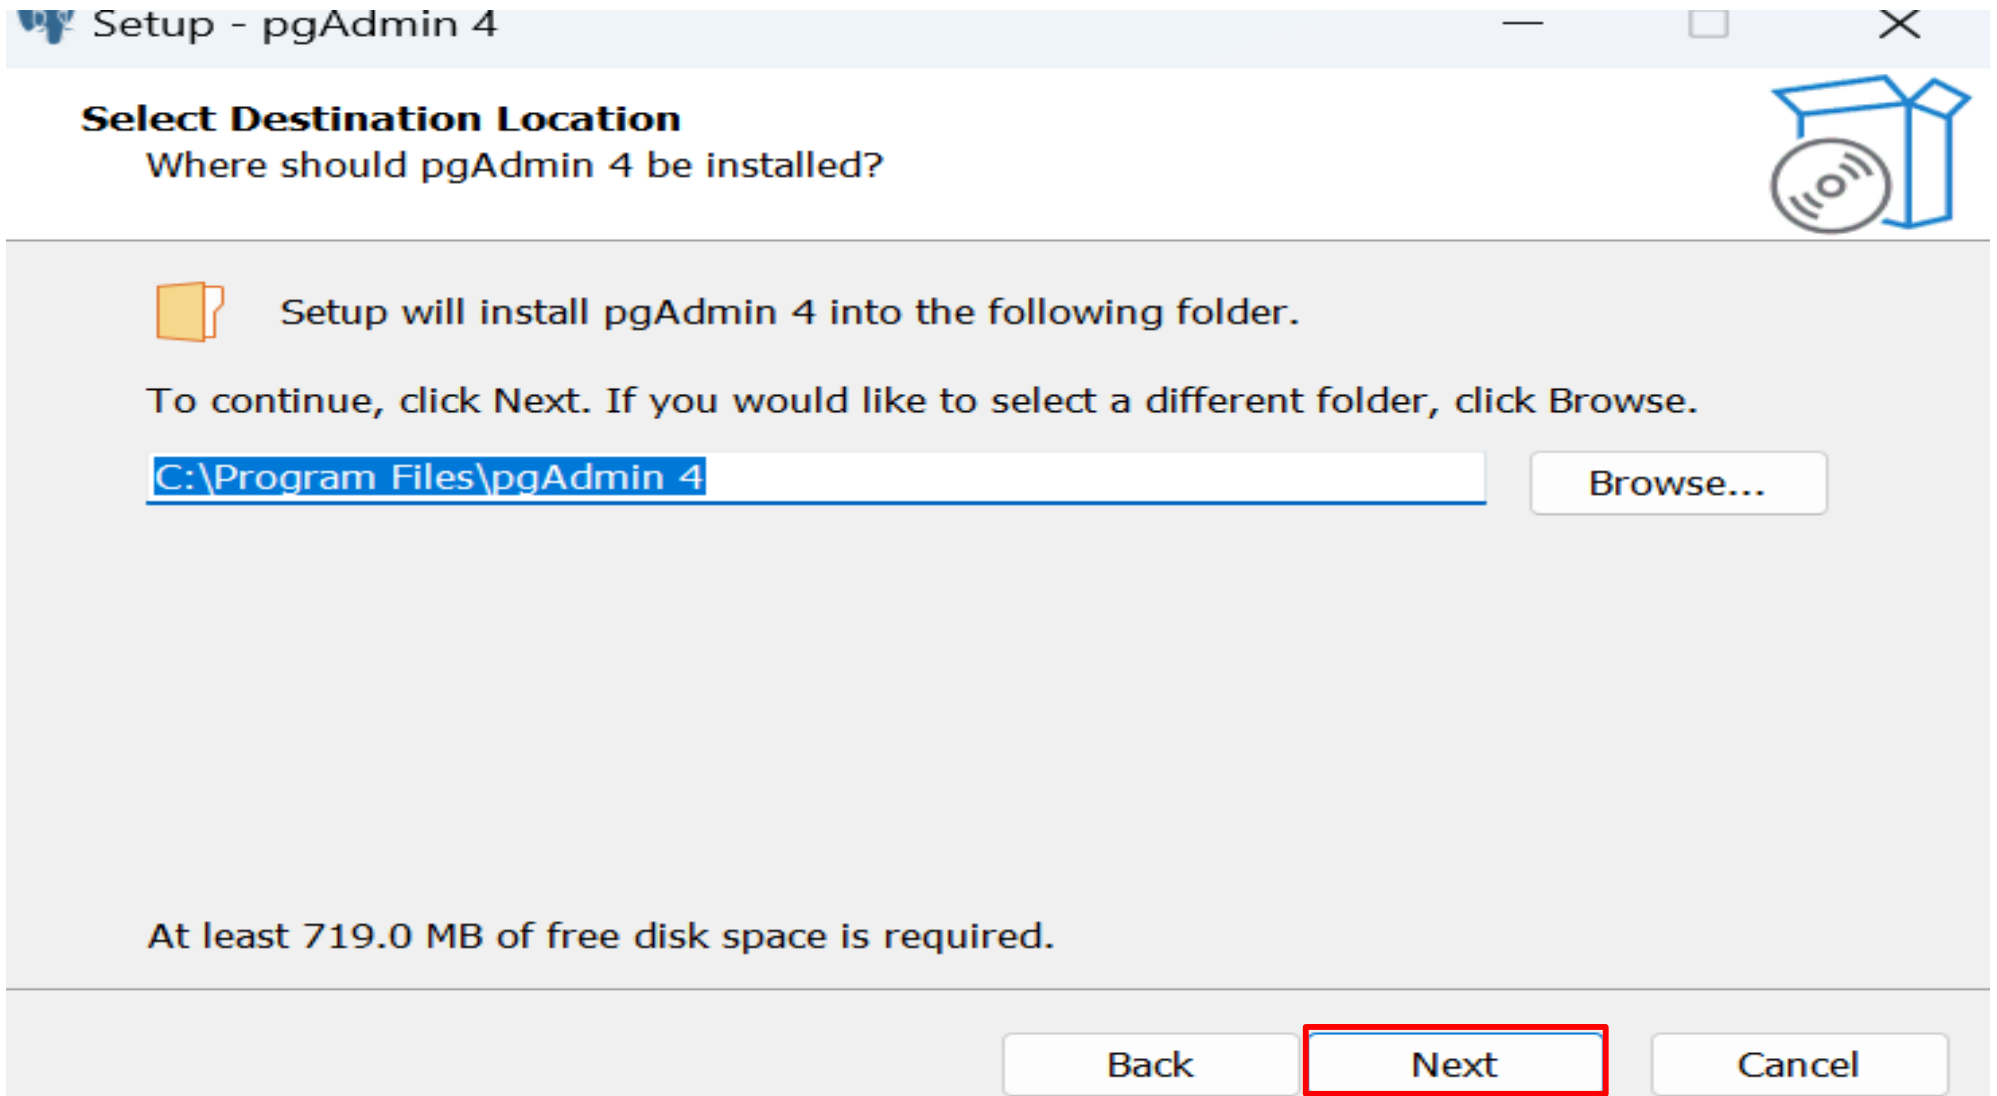 Setup - pgAdmin 4
Select Destination Location
Where should pgAdmin 4 be installed?
Setup will install pgAdmin 4 into the following folder.
To continue, click Next. If you would like to select a different folder, click Browse.
C:\Program Files\pgAdmin 4
Browse...
At least 719.0 MB of free disk space is required.
Back
Next
Cancel